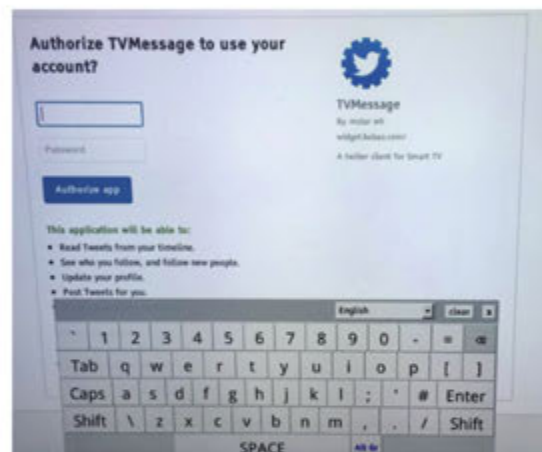 Authorize TVMessage to use your
account?
TVMessage
A twitter client for Smart TV
Password
Authorize app
This application will be able to:
• Read Tweets from your timeline.
• See who you follow, and follow new people.
• Update your profile.
• Post Tweets for you.
English clear x
` 1 2 3 4 5 6 7 8 9 0 - =
Tab q w e r t y u i o p [ ]
Caps a s d f g h j k l ; ' # Enter
Shift \ z x c v b n m , . / Shift
SPACE Alt Gr